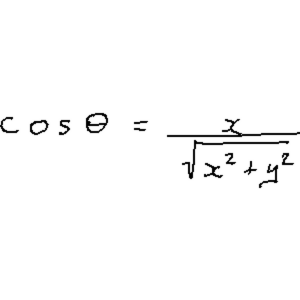 cos θ = x / √(x² + y²)